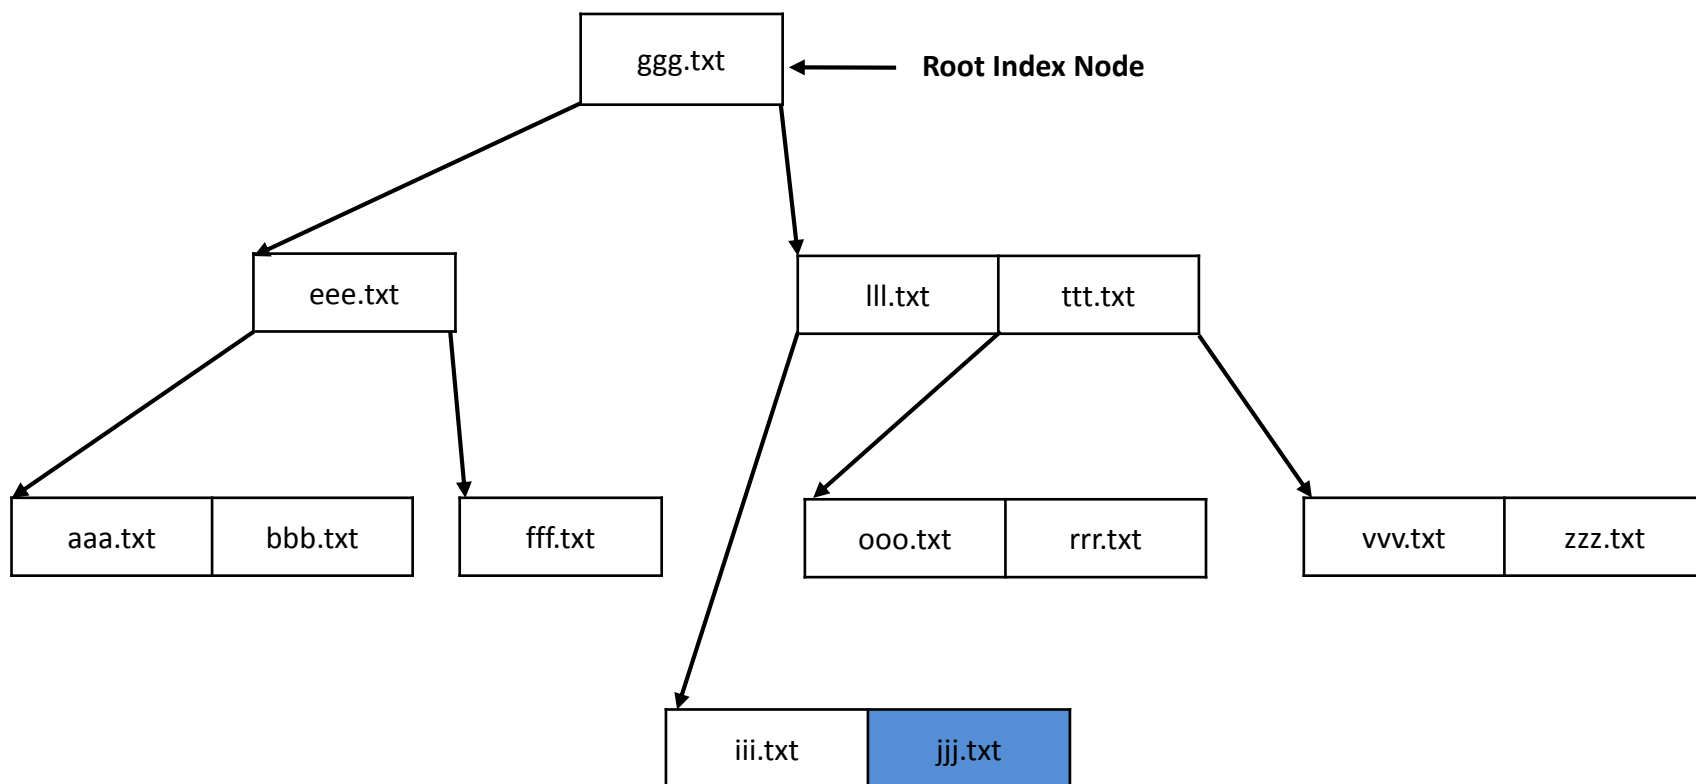 ggg.txt
Root Index Node
eee.txt
lll.txt
ttt.txt
aaa.txt
bbb.txt
fff.txt
ooo.txt
rrr.txt
vvv.txt
zzz.txt
iii.txt
jjj.txt